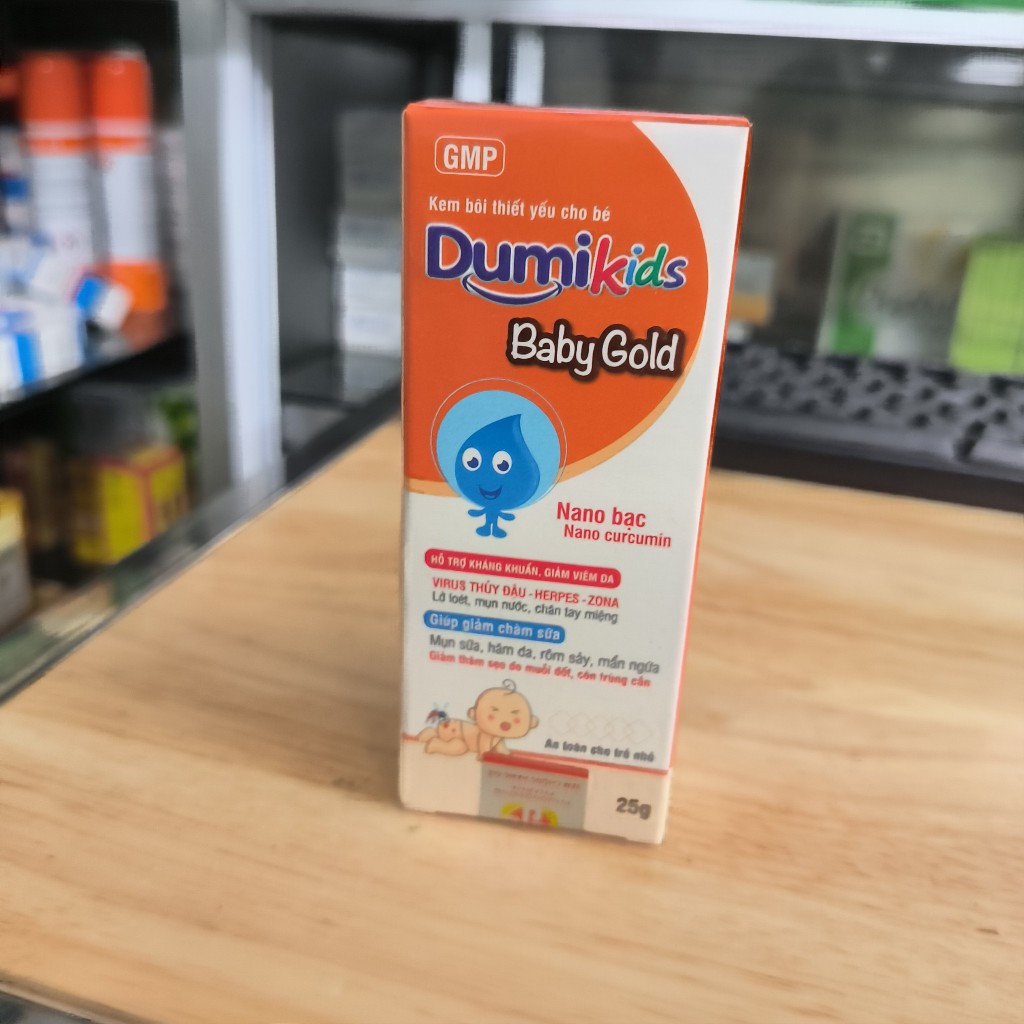 GMP
Kem bôi thiết yếu cho bé
Dumikids
Baby Gold
Nano bạc
Nano curcumin
HỖ TRỢ KHÁNG KHUẨN, GIẢM VIÊM DA
VIRUS THỦY ĐẬU - HERPES - ZONA
Lở loét, mụn nước, chân tay miệng
Giúp giảm chàm sữa
Mụn sữa, hăm da, rôm sảy, mẩn ngứa
Giảm thâm sẹo do muỗi đốt, côn trùng cắn
An toàn cho trẻ nhỏ
25g